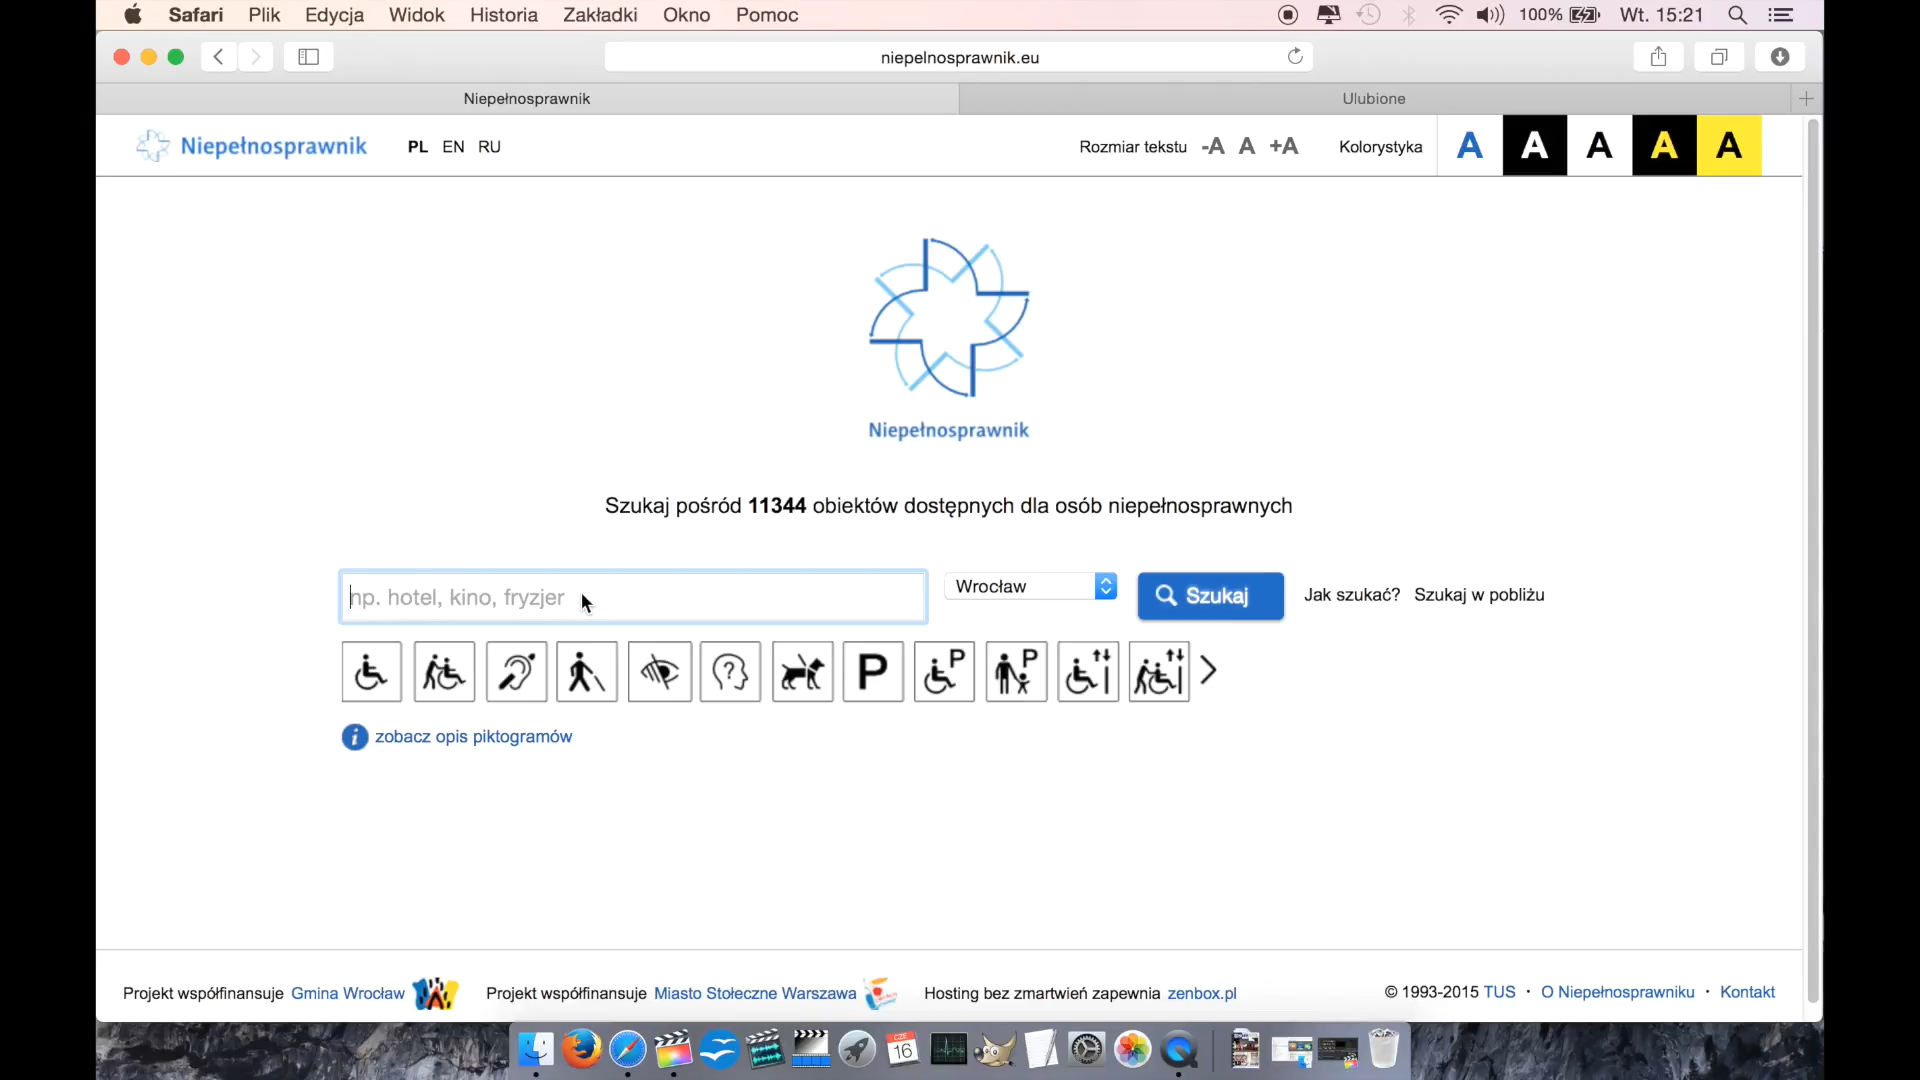 Safari Plik Edycja Widok Historia Zakładki Okno Pomoc 100% Wt. 15:21
niepelnosprawnik.eu
Niepełnosprawnik Ulubione
Niepełnosprawnik PL EN RU Rozmiar tekstu -A A +A Kolorystyka A A A A A
Niepełnosprawnik
Szukaj pośród 11344 obiektów dostępnych dla osób niepełnosprawnych
np. hotel, kino, fryzjer Wrocław Szukaj Jak szukać? Szukaj w pobliżu
? P P P
i zobacz opis piktogramów
Projekt współfinansuje Gmina Wrocław Projekt współfinansuje Miasto Stołeczne Warszawa Hosting bez zmartwień zapewnia zenbox.pl © 1993-2015 TUS · O Niepełnosprawniku · Kontakt
CZE
16